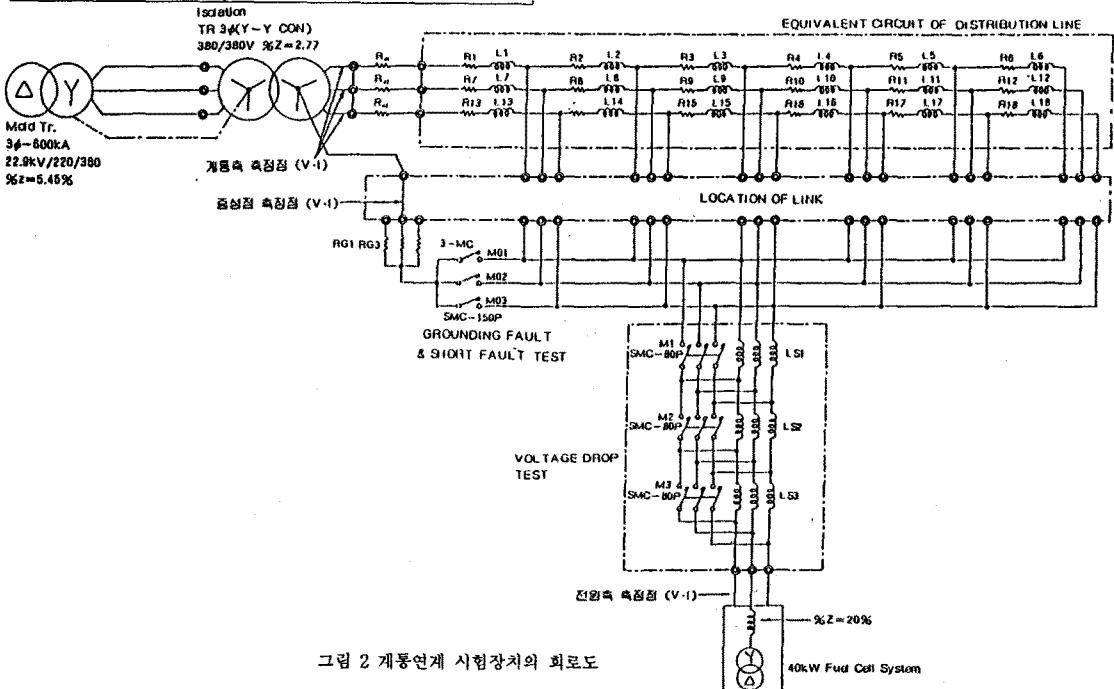 Isolation
TR 3ϕ(Y-Y CON)
380/380V %Z=2.77
EQUIVALENT CIRCUIT OF DISTRIBUTION LINE
R1 L1 R2 L2 R3 L3 R4 L4 R5 L5 R6 L6
R7 L7 R8 L8 R9 L9 R10 L10 R11 L11 R12 L12
R13 L13 L14 R15 L15 R16 L16 R17 L17 R18 L18
Mold Tr.
3ϕ-600kA
22.9kV/220/380
%z=5.45%
계통측 측정점 (V-I)
중성점 측정점 (V-I)
LOCATION OF LINK
RG1 RG3
3-MC
M01
M02
M03
SMC-150P
GROUNDING FAULT
& SHORT FAULT TEST
M1
SMC-80P
LS1
M2
SMC-80P
LS2
VOLTAGE DROP
TEST
M3
SMC-80P
LS3
전원측 측정점 (V-I)
%Z=20%
Y
Δ
40kW Fuel Cell System
그림 2 계통연계 시험장치의 회로도